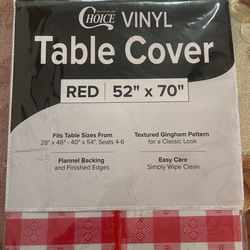 CHOICE VINYL
Table Cover
RED 52" x 70"
Fits Table Sizes From
28" x 46" - 40" x 54", Seats 4-6
Textured Gingham Pattern
for a Classic Look
Flannel Backing
and Finished Edges
Easy Care
Simply Wipe Clean